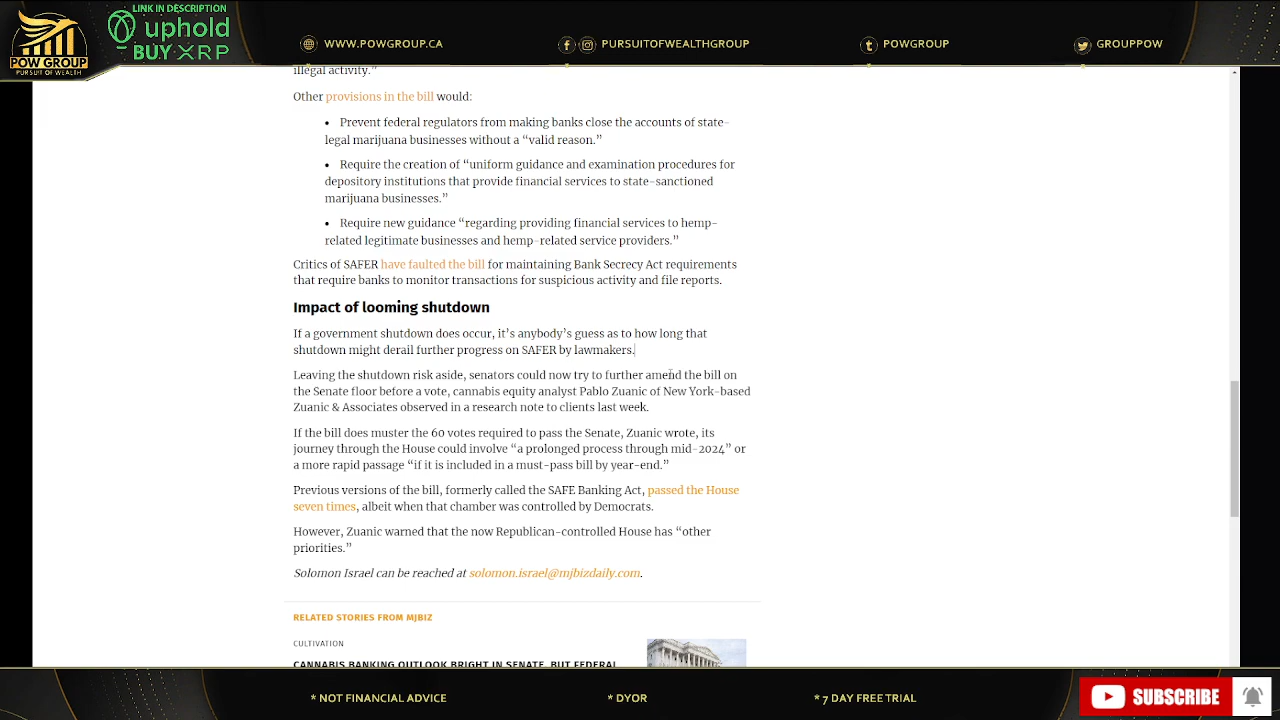 LINK IN DESCRIPTION
uphold
BUY XRP
POW GROUP
PURSUIT OF WEALTH
WWW.POWGROUP.CA
PURSUITOFWEALTHGROUP
POWGROUP
GROUPPOW
illegal activity.”
Other provisions in the bill would:
• Prevent federal regulators from making banks close the accounts of state-
legal marijuana businesses without a “valid reason.”
• Require the creation of “uniform guidance and examination procedures for
depository institutions that provide financial services to state-sanctioned
marijuana businesses.”
• Require new guidance “regarding providing financial services to hemp-
related legitimate businesses and hemp-related service providers.”
Critics of SAFER have faulted the bill for maintaining Bank Secrecy Act requirements
that require banks to monitor transactions for suspicious activity and file reports.
Impact of looming shutdown
If a government shutdown does occur, it’s anybody’s guess as to how long that
shutdown might derail further progress on SAFER by lawmakers.
Leaving the shutdown risk aside, senators could now try to further amend the bill on
the Senate floor before a vote, cannabis equity analyst Pablo Zuanic of New York-based
Zuanic & Associates observed in a research note to clients last week.
If the bill does muster the 60 votes required to pass the Senate, Zuanic wrote, its
journey through the House could involve “a prolonged process through mid-2024” or
a more rapid passage “if it is included in a must-pass bill by year-end.”
Previous versions of the bill, formerly called the SAFE Banking Act, passed the House
seven times, albeit when that chamber was controlled by Democrats.
However, Zuanic warned that the now Republican-controlled House has “other
priorities.”
Solomon Israel can be reached at solomon.israel@mjbizdaily.com.
RELATED STORIES FROM MJBIZ
CULTIVATION
CANNABIS BANKING OUTLOOK BRIGHT IN SENATE, BUT FEDERAL
* NOT FINANCIAL ADVICE
* DYOR
* 7 DAY FREE TRIAL
SUBSCRIBE